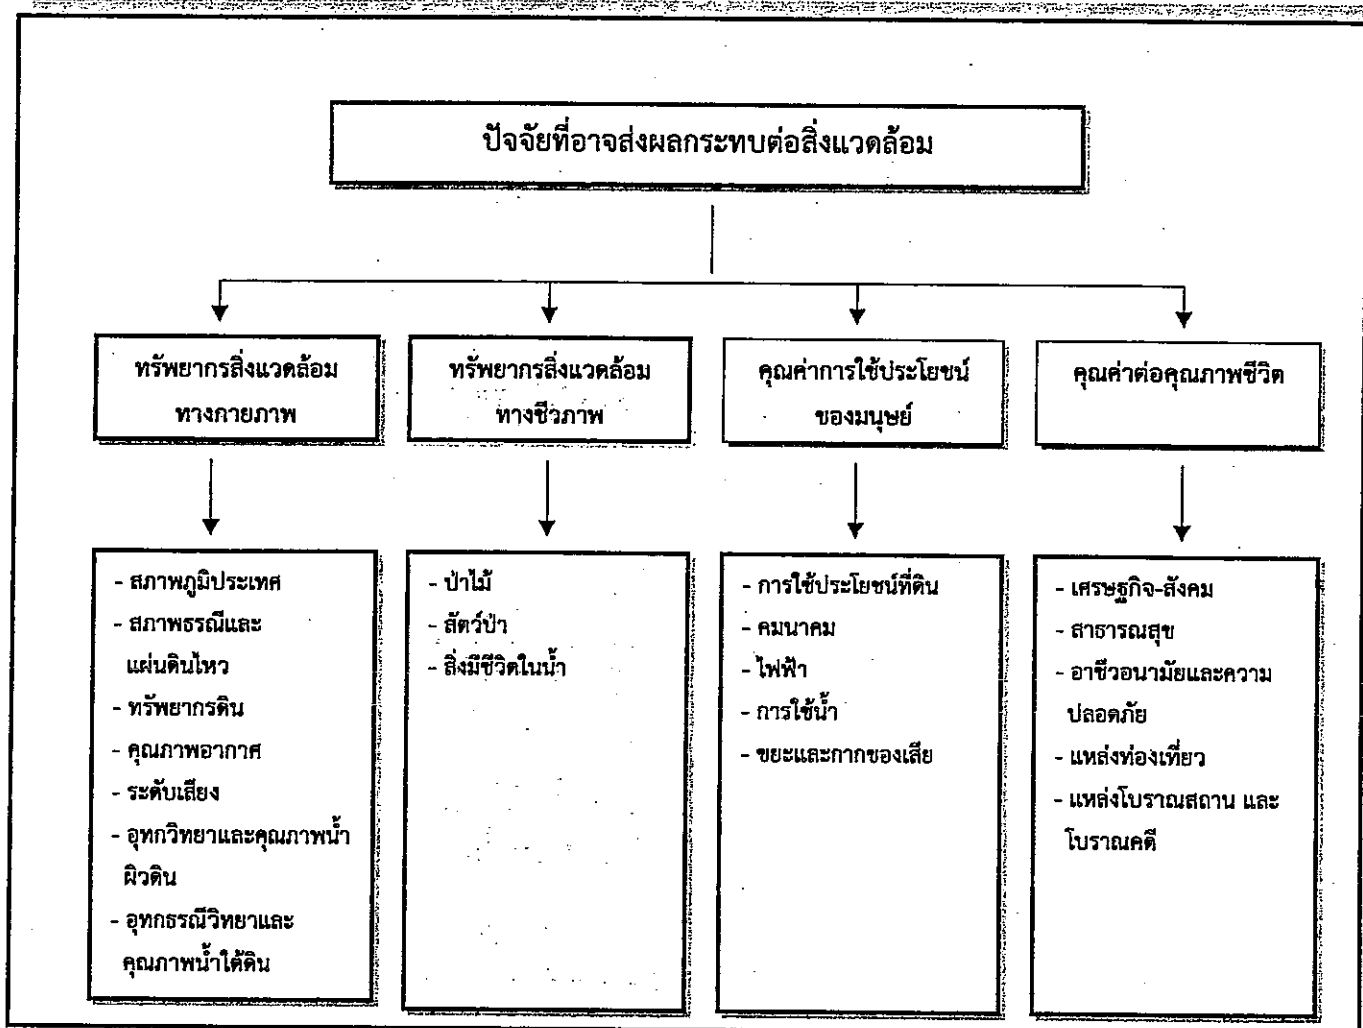 ปัจจัยที่อาจส่งผลกระทบต่อสิ่งแวดล้อม
ทรัพยากรสิ่งแวดล้อม
ทางกายภาพ
ทรัพยากรสิ่งแวดล้อม
ทางชีวภาพ
คุณค่าการใช้ประโยชน์
ของมนุษย์
คุณค่าต่อคุณภาพชีวิต
- สภาพภูมิประเทศ
- สภาพธรณีและ
แผ่นดินไหว
- ทรัพยากรดิน
- คุณภาพอากาศ
- ระดับเสียง
- อุทกวิทยาและคุณภาพน้ำ
ผิวดิน
- อุทกธรณีวิทยาและ
คุณภาพน้ำใต้ดิน
- ป่าไม้
- สัตว์ป่า
- สิ่งมีชีวิตในน้ำ
- การใช้ประโยชน์ที่ดิน
- คมนาคม
- ไฟฟ้า
- การใช้น้ำ
- ขยะและกากของเสีย
- เศรษฐกิจ-สังคม
- สาธารณสุข
- อาชีวอนามัยและความ
ปลอดภัย
- แหล่งท่องเที่ยว
- แหล่งโบราณสถาน และ
โบราณคดี